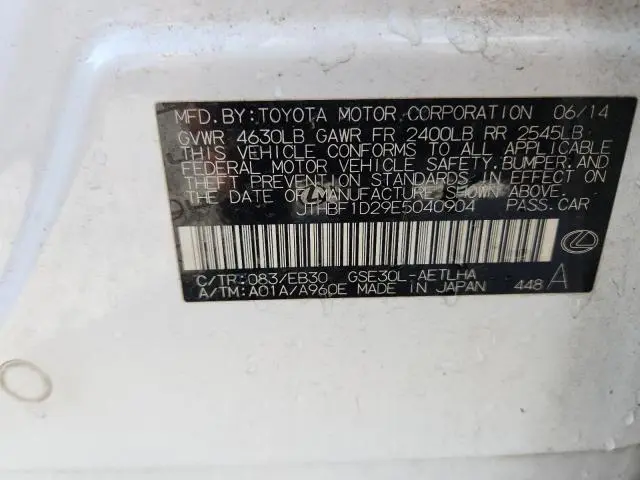 MFD.BY:TOYOTA MOTOR CORPORATION 06/14
GVWR 4630LB GAWR FR 2400LB RR 2545LB
THIS VEHICLE CONFORMS TO ALL APPLICABLE
FEDERAL MOTOR VEHICLE SAFETY,BUMPER,AND
THEFT PREVENTION STANDARDS IN EFFECT ON
THE DATE OF MANUFACTURE SHOWN ABOVE.
JTHBF1D29E5040904 PASS.CAR
C/TR:083/EB30 GSE30L-AETLHA
A/TM:A01A/A960E MADE IN JAPAN 448 A